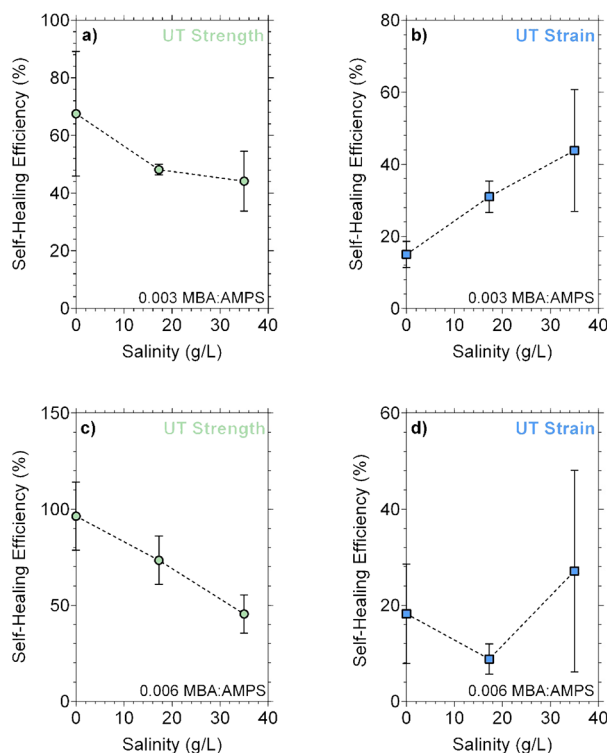 a) UT Strength
100
80
60
40
20
0
Self-Healing Efficiency (%)
0.003 MBA:AMPS
0 10 20 30 40
Salinity (g/L)
b) UT Strain
80
60
40
20
0
Self-Healing Efficiency (%)
0.003 MBA:AMPS
0 10 20 30 40
Salinity (g/L)
c) UT Strength
150
100
50
0
Self-Healing Efficiency (%)
0.006 MBA:AMPS
0 10 20 30 40
Salinity (g/L)
d) UT Strain
60
40
20
0
Self-Healing Efficiency (%)
0.006 MBA:AMPS
0 10 20 30 40
Salinity (g/L)